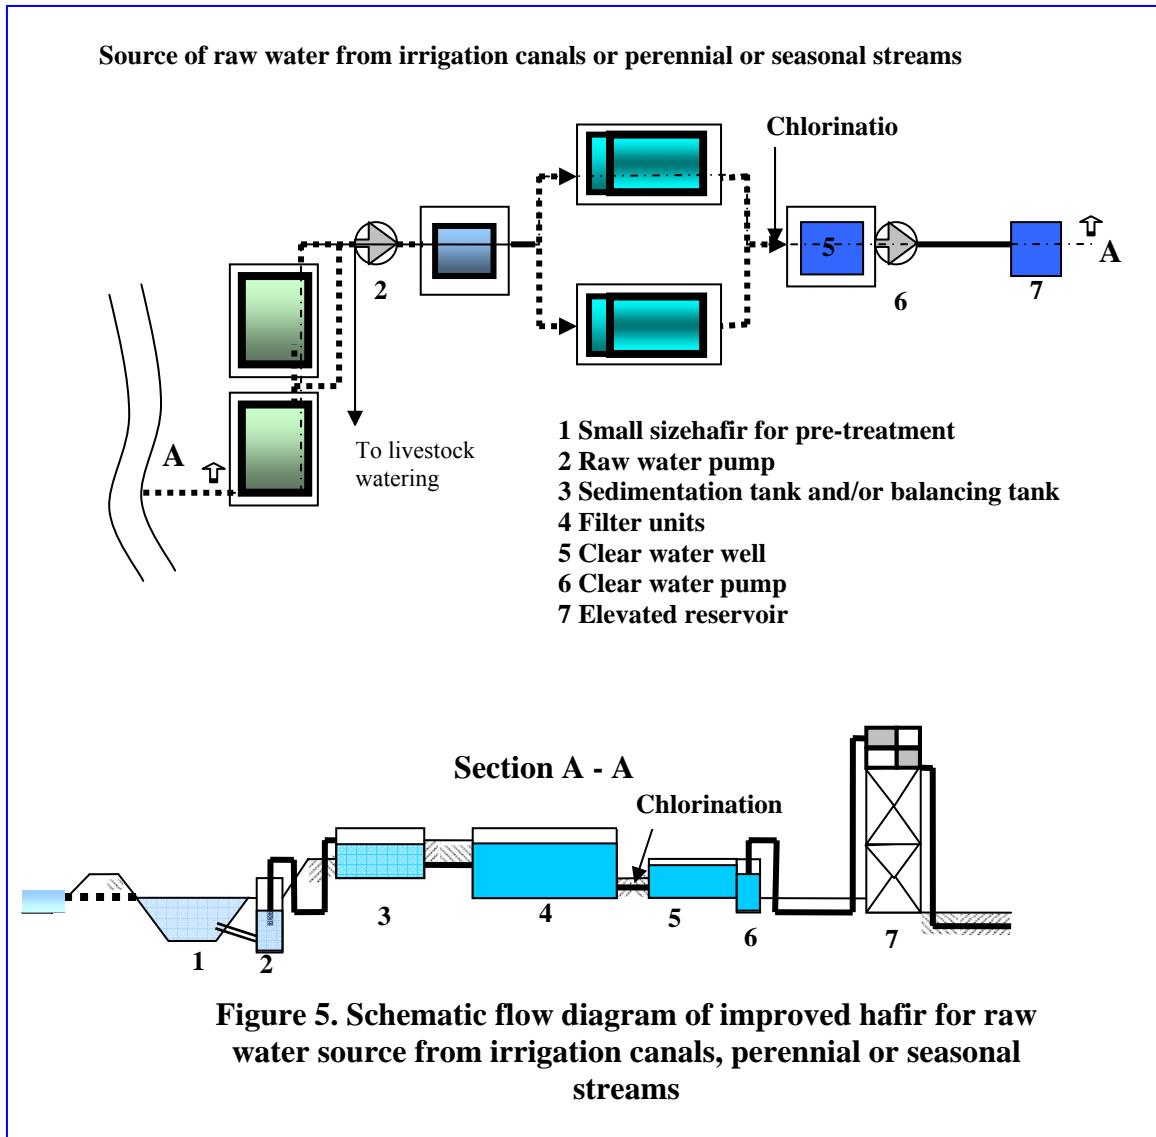 Source of raw water from irrigation canals or perennial or seasonal streams
Chlorinatio
5
A
2
6
7
A
To livestock
watering
1 Small sizehafir for pre-treatment
2 Raw water pump
3 Sedimentation tank and/or balancing tank
4 Filter units
5 Clear water well
6 Clear water pump
7 Elevated reservoir
Section A - A
Chlorination
1
2
3
4
5
6
7
Figure 5. Schematic flow diagram of improved hafir for raw
water source from irrigation canals, perennial or seasonal
streams